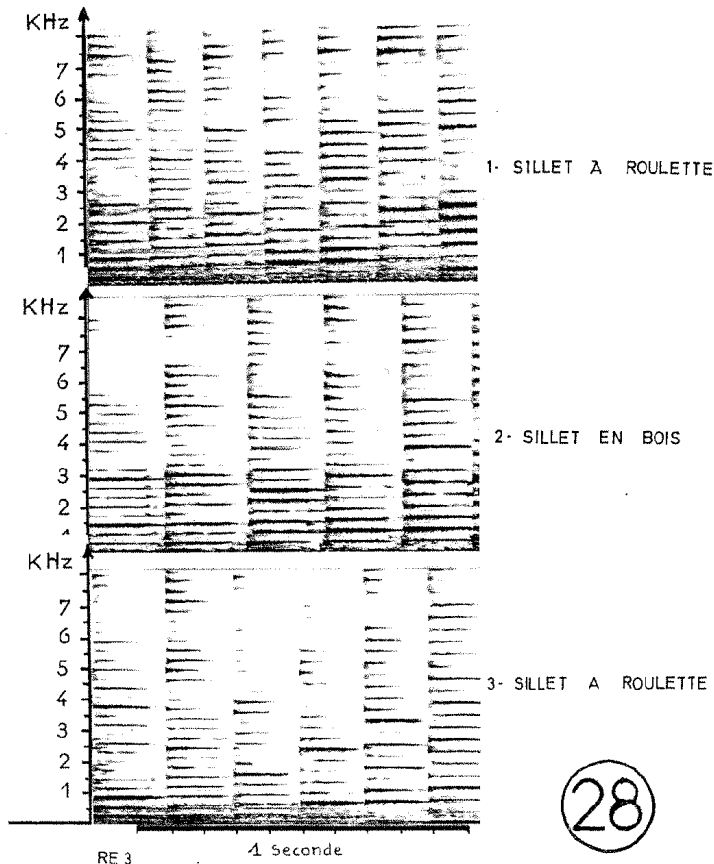 KHz
7
6
5
4
3
2
1
1- SILLET A ROULETTE
KHz
7
6
5
4
3
2
2- SILLET EN BOIS
KHz
7
6
5
4
3
2
1
3- SILLET A ROULETTE
28
RE 3
1 Seconde